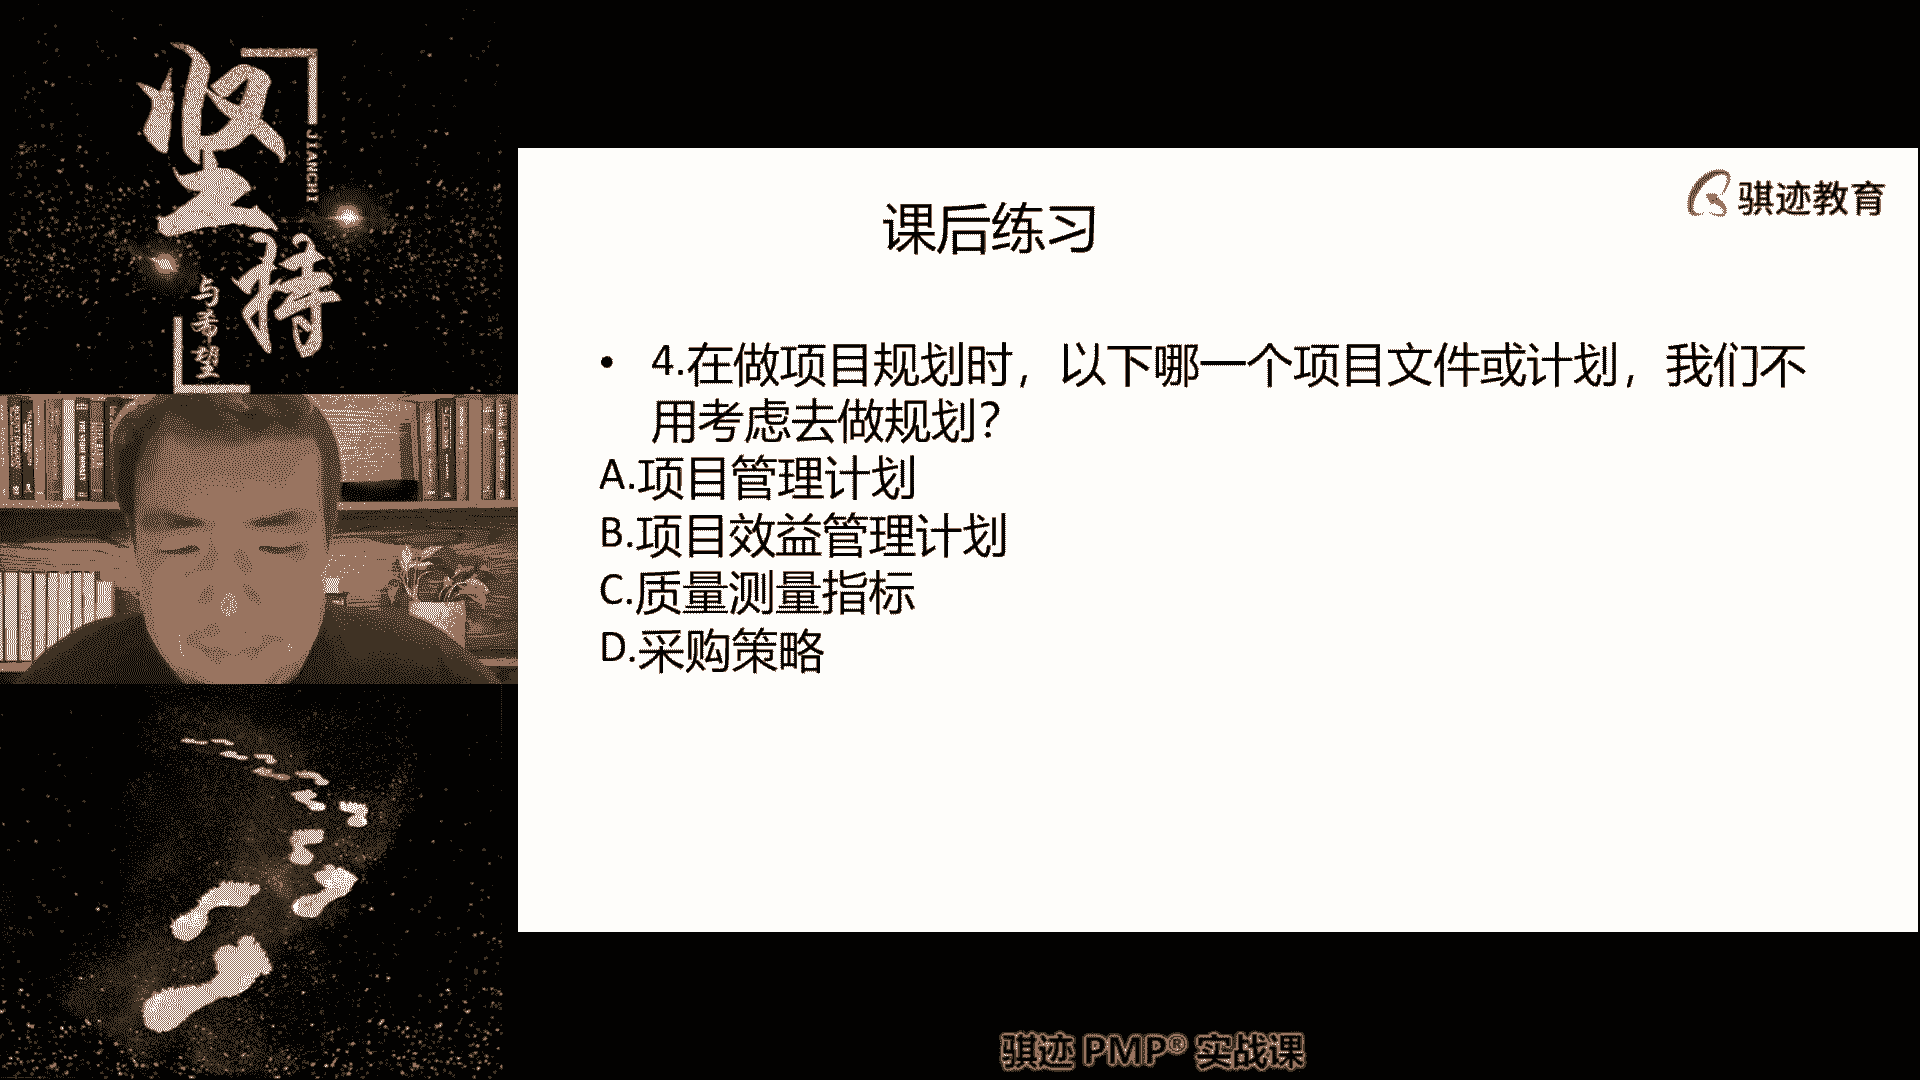 坚持
JIANCHI
与希望
骐迹教育
课后练习
• 4.在做项目规划时，以下哪一个项目文件或计划，我们不
用考虑去做规划？
A.项目管理计划
B.项目效益管理计划
C.质量测量指标
D.采购策略
骐迹 PMP® 实战课